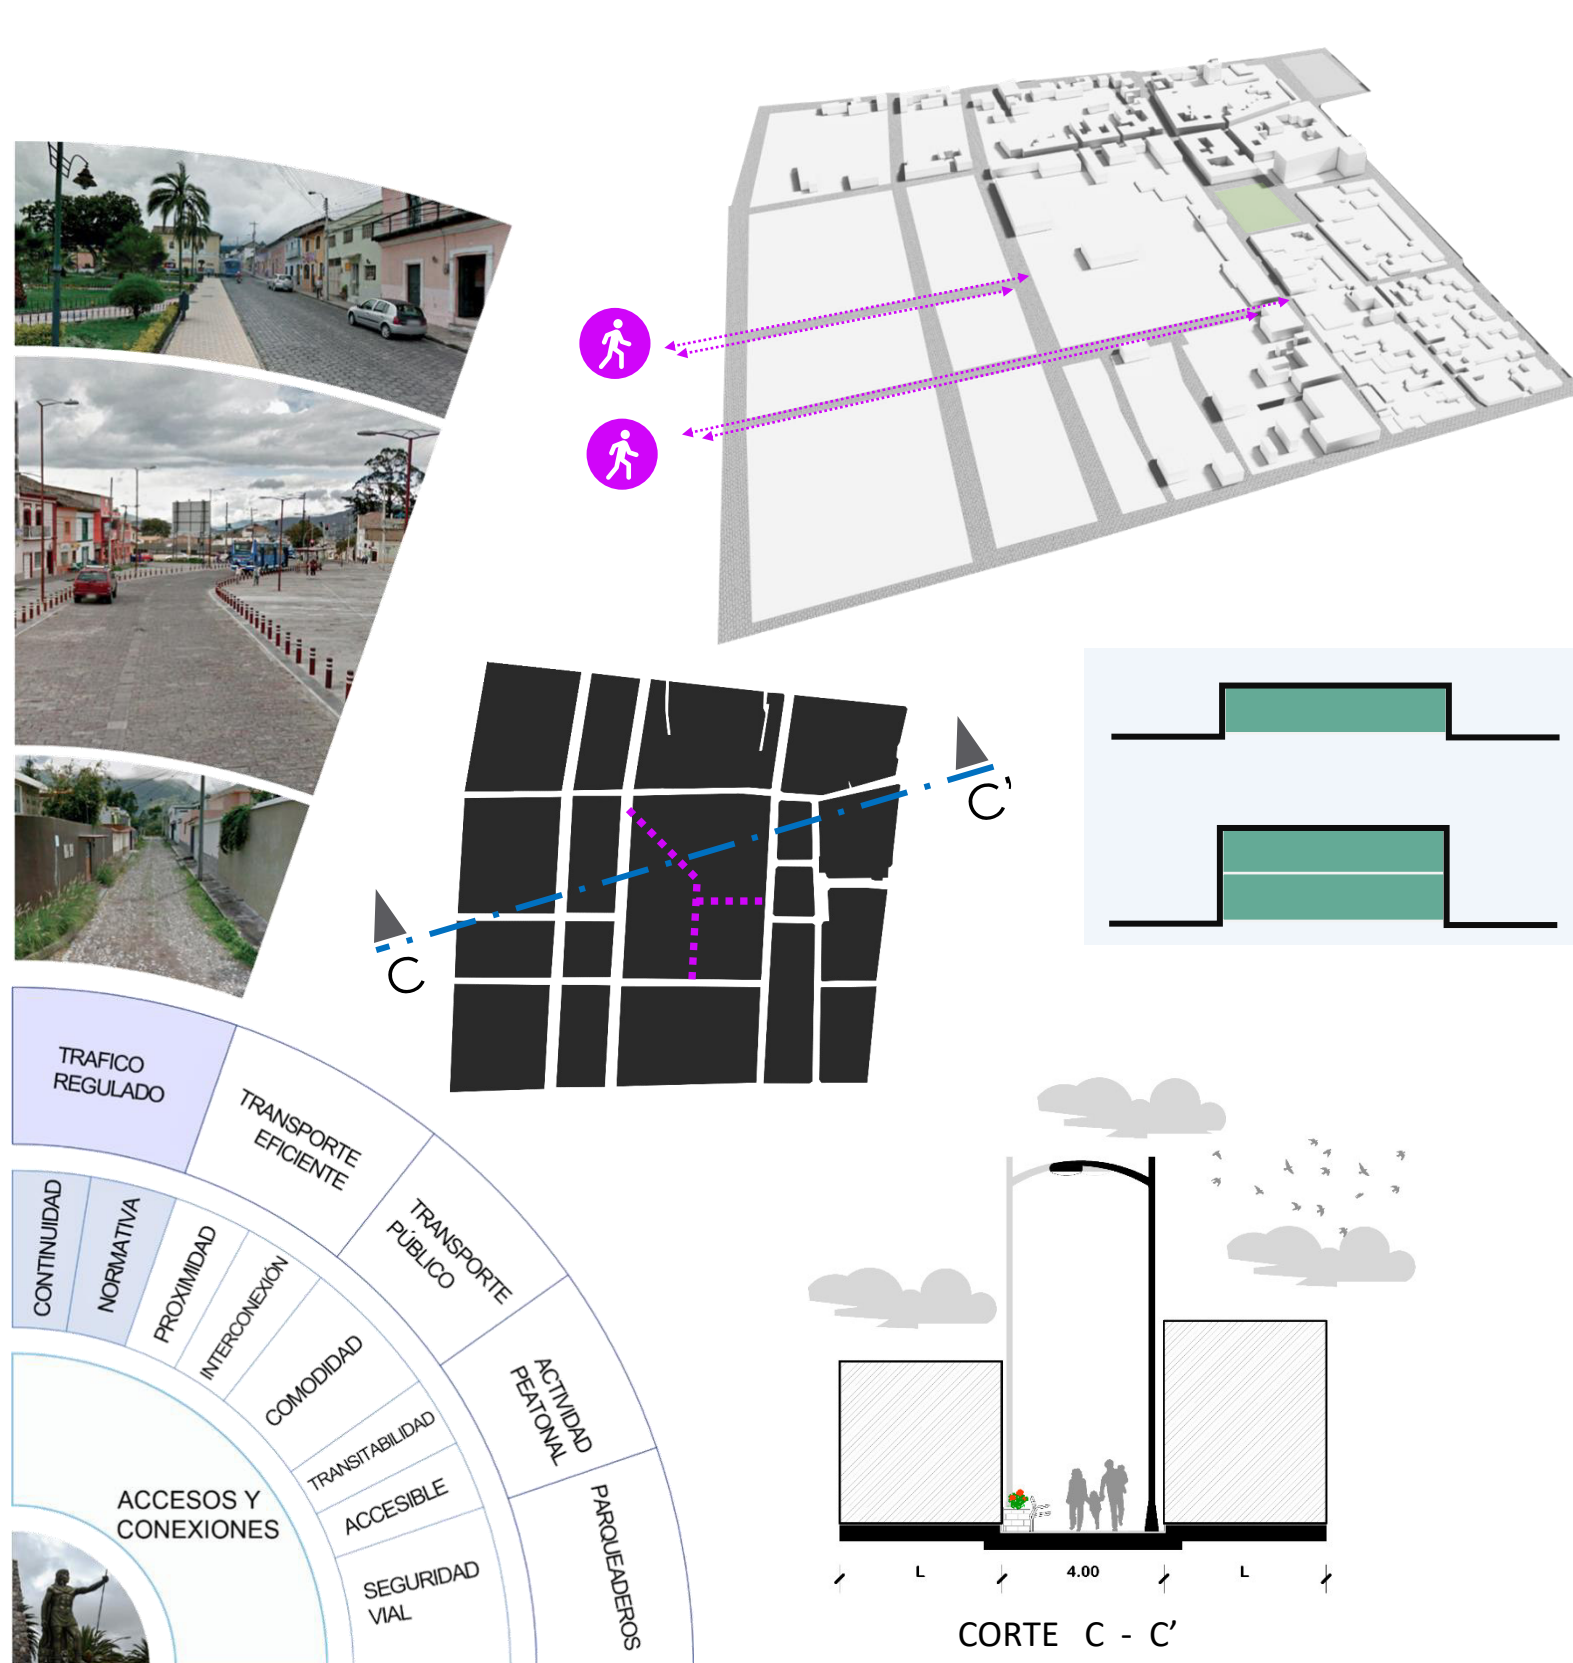 C'
C
TRAFICO
REGULADO
TRANSPORTE
EFICIENTE
TRANSPORTE
PÚBLICO
ACTIVIDAD
PEATONAL
PARQUEADEROS
CONTINUIDAD
NORMATIVA
PROXIMIDAD
INTERCONEXIÓN
COMODIDAD
TRANSITABILIDAD
ACCESIBLE
SEGURIDAD
VIAL
ACCESOS Y
CONEXIONES
L
4.00
L
CORTE C - C'